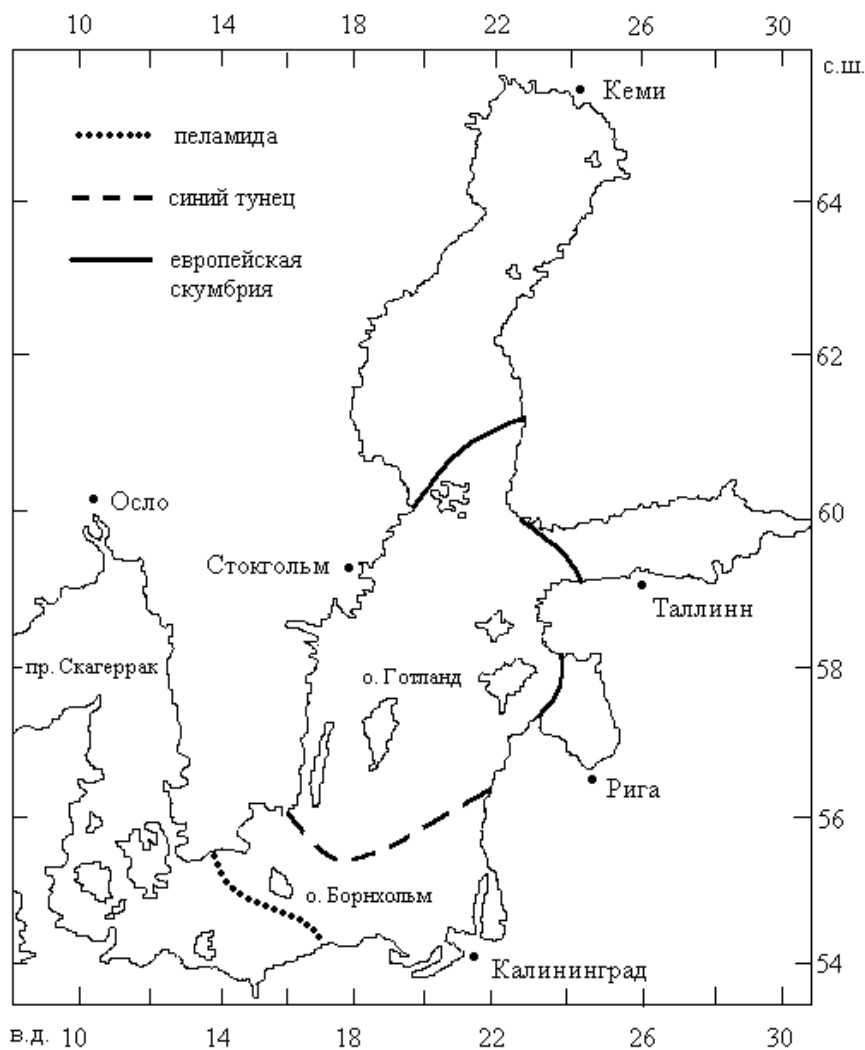 10 14 18 22 26 30
с.ш.
Кеми
пеламида
синий тунец
64
европейская
скумбрия
62
Осло
60
Стокгольм
Таллинн
пр. Скагеррак
о. Готланд
58
Рига
56
о. Борнхольм
Калининград
54
в.д. 10 14 18 22 26 30